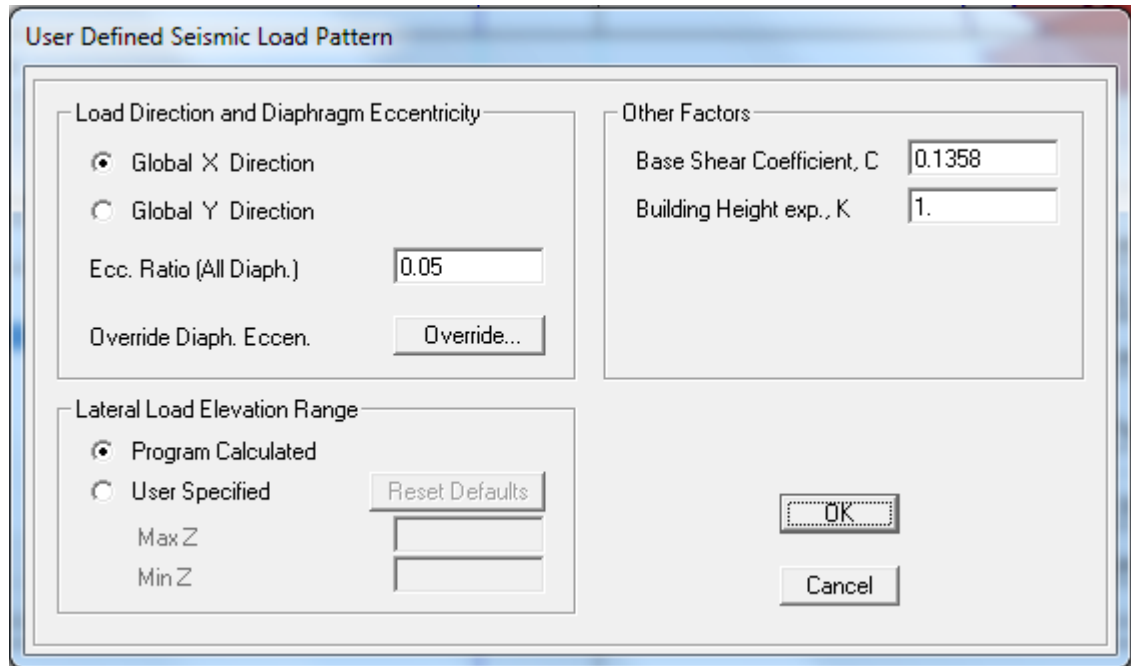 User Defined Seismic Load Pattern
Load Direction and Diaphragm Eccentricity
Global X Direction
Global Y Direction
Ecc. Ratio (All Diaph.) 0.05
Override Diaph. Eccen. Override...
Other Factors
Base Shear Coefficient, C 0.1358
Building Height exp., K 1.
Lateral Load Elevation Range
Program Calculated
User Specified Reset Defaults
Max Z
Min Z
OK
Cancel